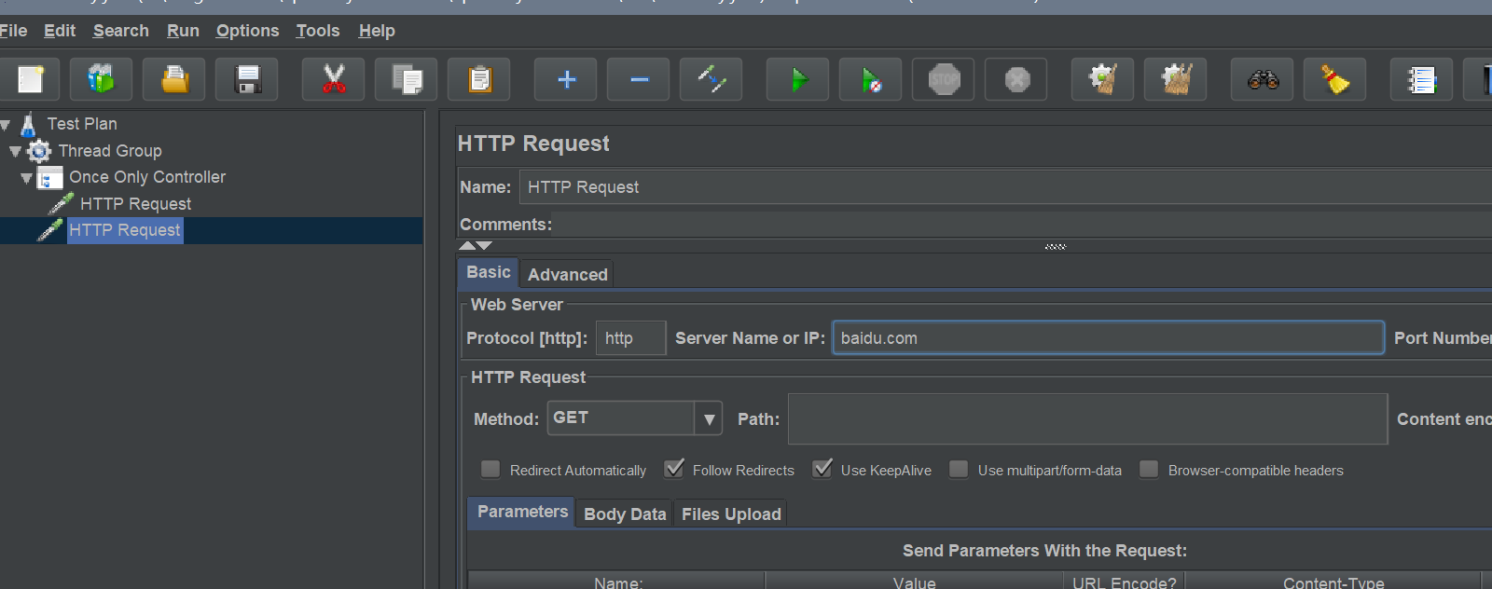 File Edit Search Run Options Tools Help
STOP
Test Plan
Thread Group
Once Only Controller
HTTP Request
HTTP Request
HTTP Request
Name: HTTP Request
Comments:
Basic Advanced
Web Server
Protocol [http]: http Server Name or IP: baidu.com Port Number
HTTP Request
Method: GET Path: Content enc
Redirect Automatically Follow Redirects Use KeepAlive Use multipart/form-data Browser-compatible headers
Parameters Body Data Files Upload
Send Parameters With the Request:
Name: Value URL Encode? Content-Type